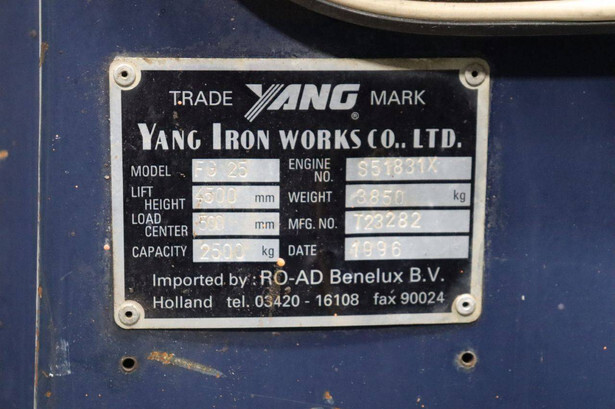 TRADE YANG® MARK
YANG IRON WORKS CO., LTD.
MODEL FG 25 ENGINE NO. S51831X
LIFT HEIGHT 4500 mm WEIGHT 3850 kg
LOAD CENTER 500 mm MFG. NO. T23282
CAPACITY 2500 kg DATE 1996
Imported by: RO-AD Benelux B.V.
Holland tel. 03420 - 16108 fax 90024